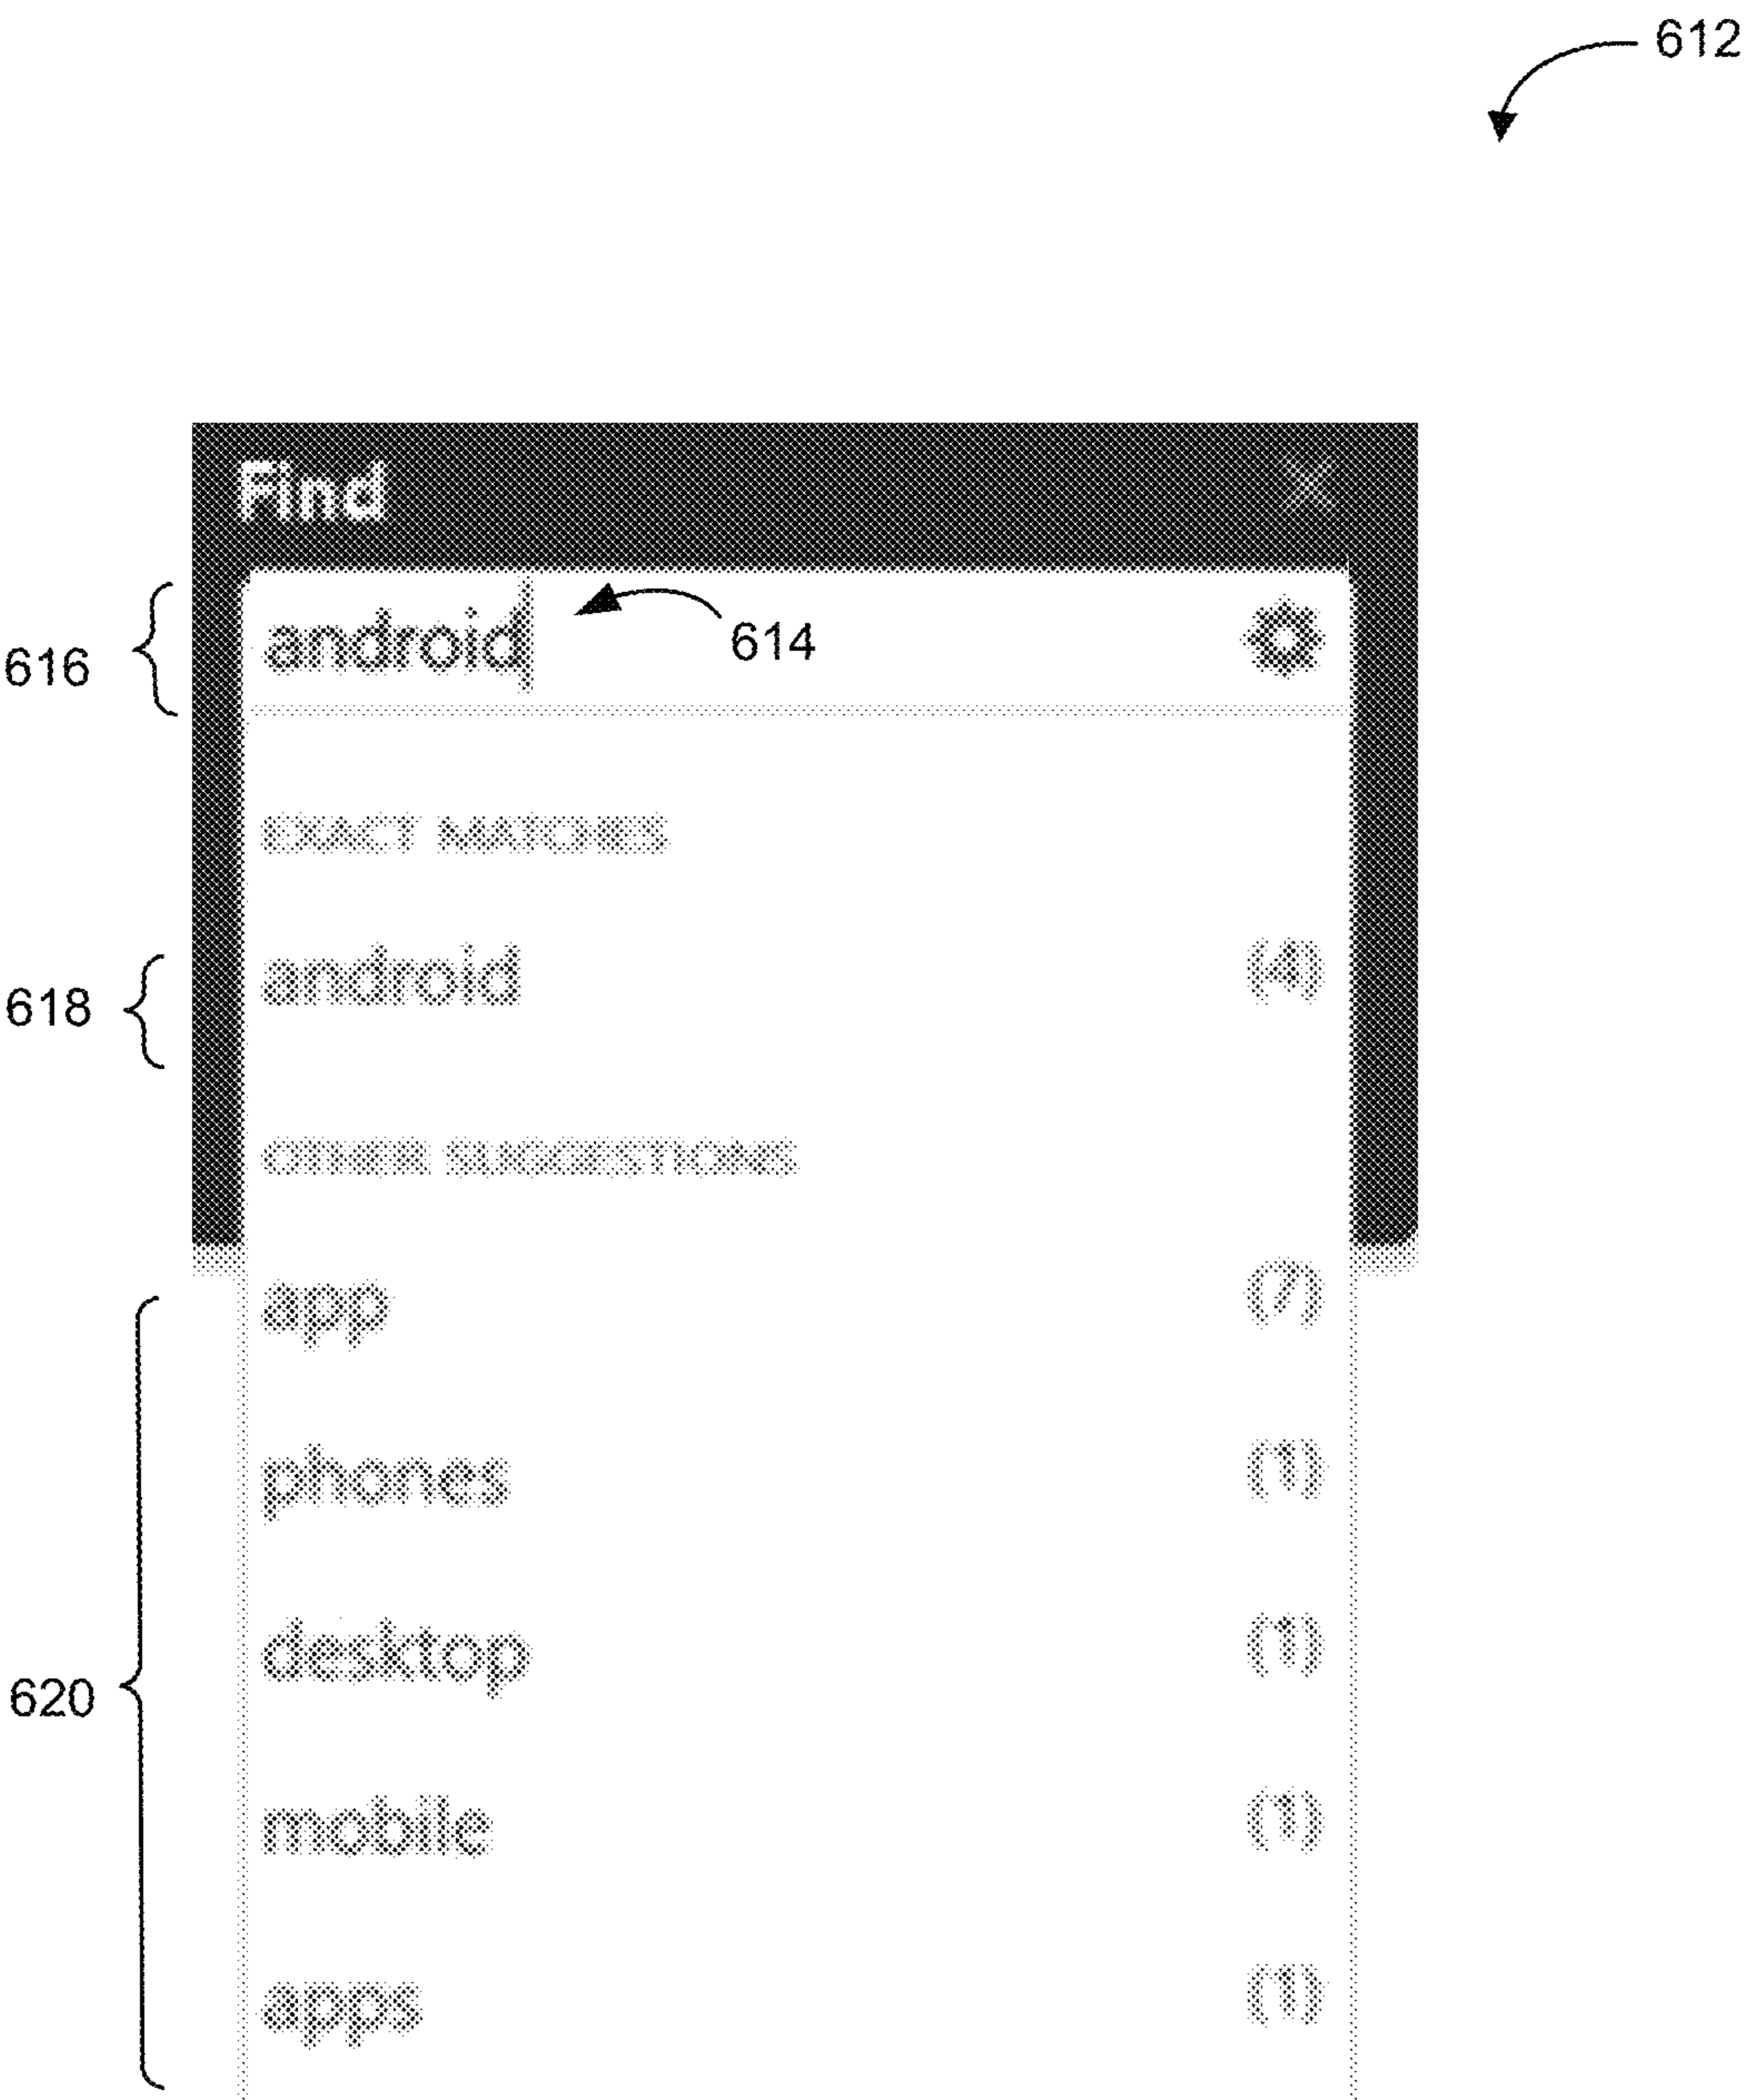 612
Find ×
616 android 614
EXACT MATCHES
618 android (4)
OTHER SUGGESTIONS
app (7)
phones (1)
desktop (1)
620
mobile (1)
apps (1)